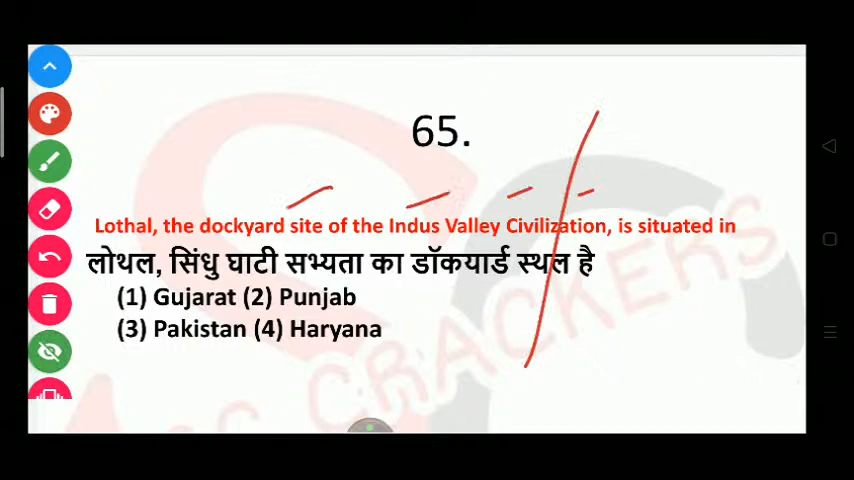 65.
Lothal, the dockyard site of the Indus Valley Civilization, is situated in
लोथल, सिंधु घाटी सभ्यता का डॉकयार्ड स्थल है
(1) Gujarat (2) Punjab
(3) Pakistan (4) Haryana
CRACKERS